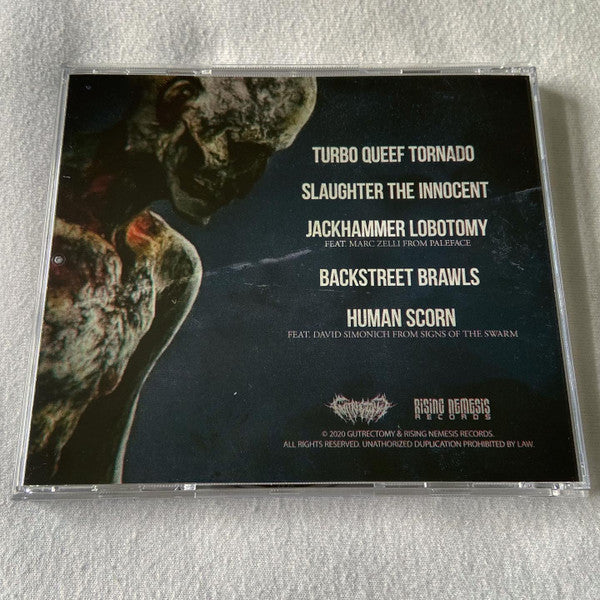 TURBO QUEEF TORNADO
SLAUGHTER THE INNOCENT
JACKHAMMER LOBOTOMY
FEAT. MARC ZELLI FROM PALEFACE
BACKSTREET BRAWLS
HUMAN SCORN
FEAT. DAVID SIMONICH FROM SIGNS OF THE SWARM
GUTRECTOMY
RISING NEMESIS
RECORDS
© 2020 GUTRECTOMY & RISING NEMESIS RECORDS.
ALL RIGHTS RESERVED. UNAUTHORIZED DUPLICATION PROHIBITED BY LAW.